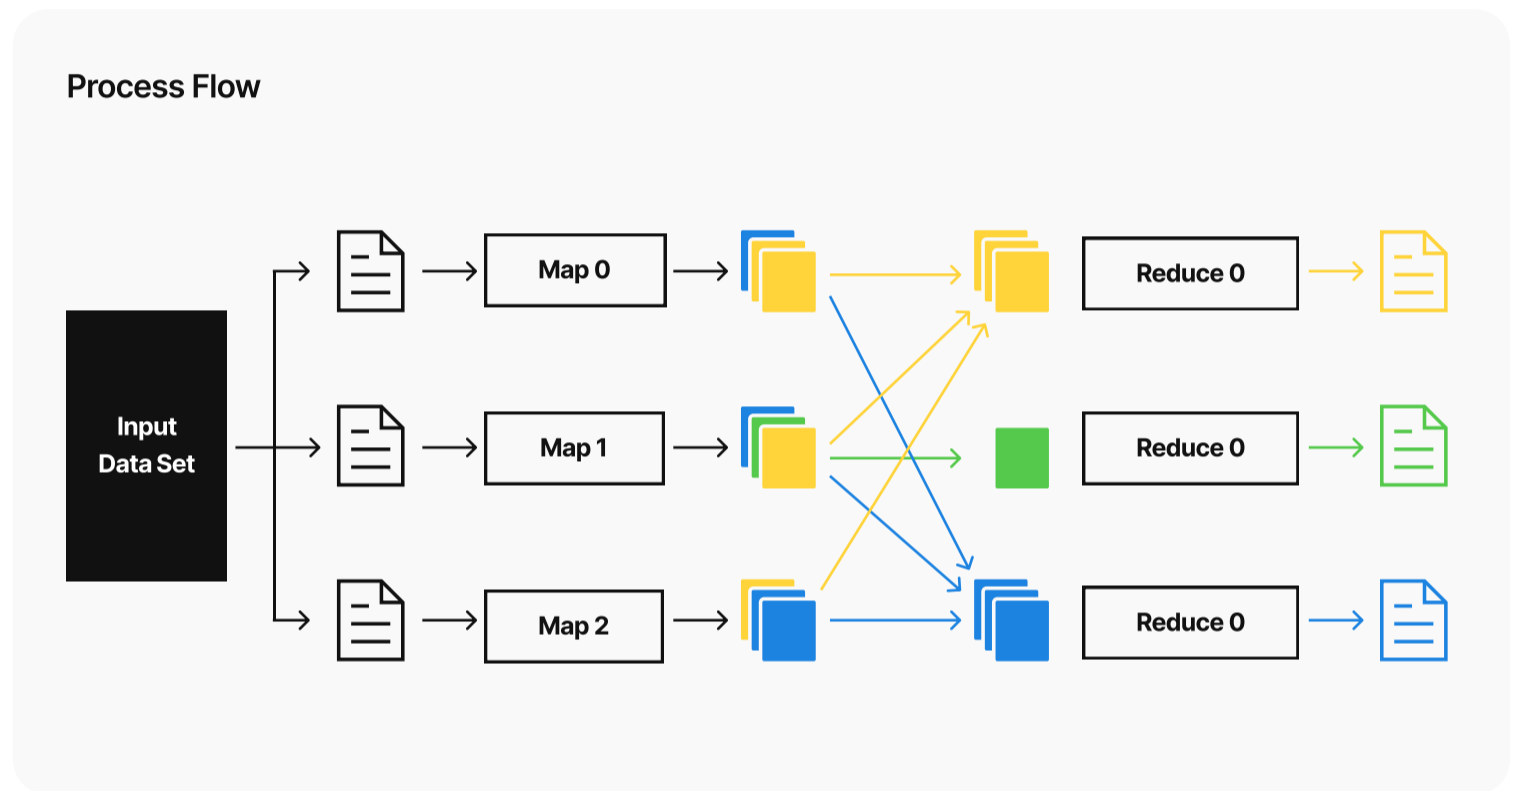 Process Flow
Input
Data Set
Map 0
Reduce 0
Map 1
Reduce 0
Map 2
Reduce 0